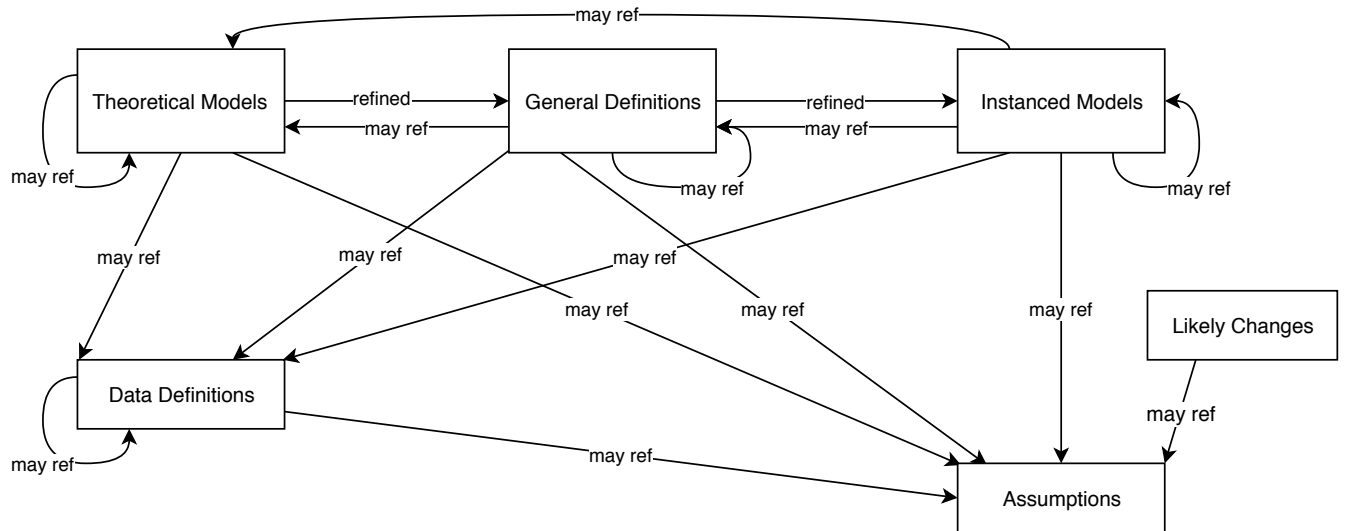 may ref
Theoretical Models
refined
General Definitions
refined
Instanced Models
may ref
may ref
may ref
may ref
may ref
may ref
may ref
may ref
may ref
may ref
may ref
may ref
Likely Changes
Data Definitions
may ref
may ref
may ref
Assumptions